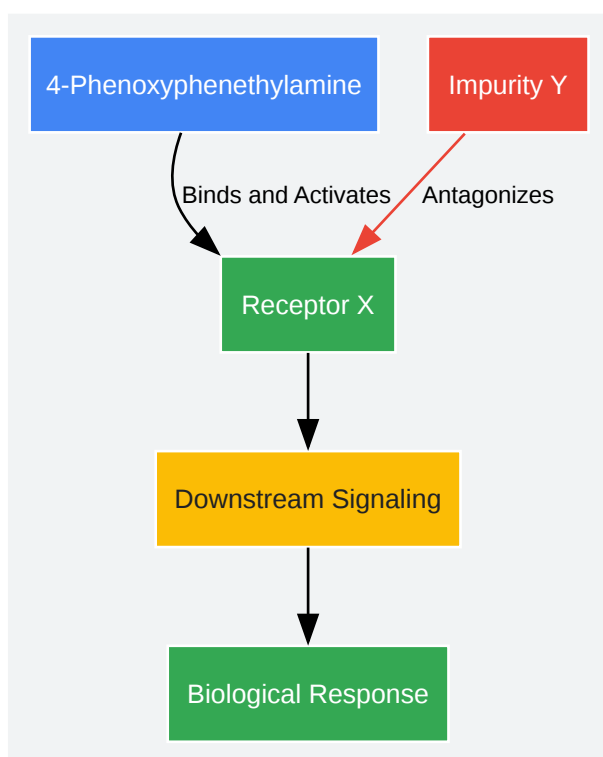 4-Phenoxyphenethylamine
Impurity Y
Binds and Activates
Antagonizes
Receptor X
Downstream Signaling
Biological Response